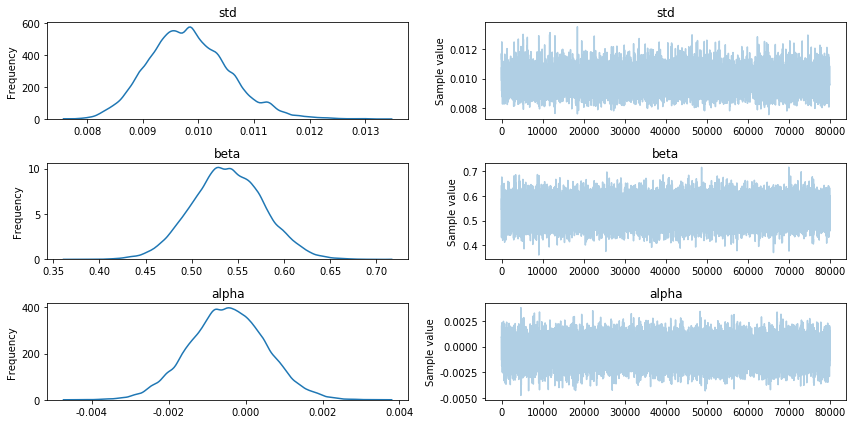 std
Frequency
600
400
200
0
0.008 0.009 0.010 0.011 0.012 0.013
std
Sample value
0.012
0.010
0.008
0 10000 20000 30000 40000 50000 60000 70000 80000
beta
Frequency
10
5
0
0.35 0.40 0.45 0.50 0.55 0.60 0.65 0.70
beta
Sample value
0.7
0.6
0.5
0.4
0 10000 20000 30000 40000 50000 60000 70000 80000
alpha
Frequency
400
200
0
-0.004 -0.002 0.000 0.002 0.004
alpha
Sample value
0.0025
0.0000
-0.0025
-0.0050
0 10000 20000 30000 40000 50000 60000 70000 80000